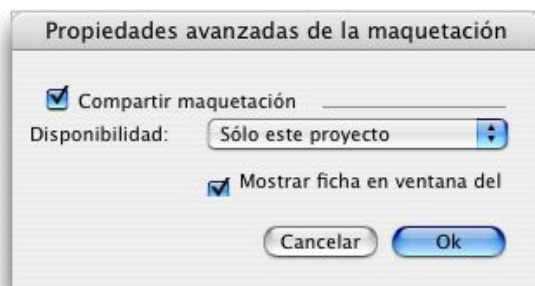 Propiedades avanzadas de la maquetación
Compartir maquetación
Disponibilidad: Sólo este proyecto
Mostrar ficha en ventana del
Cancelar Ok